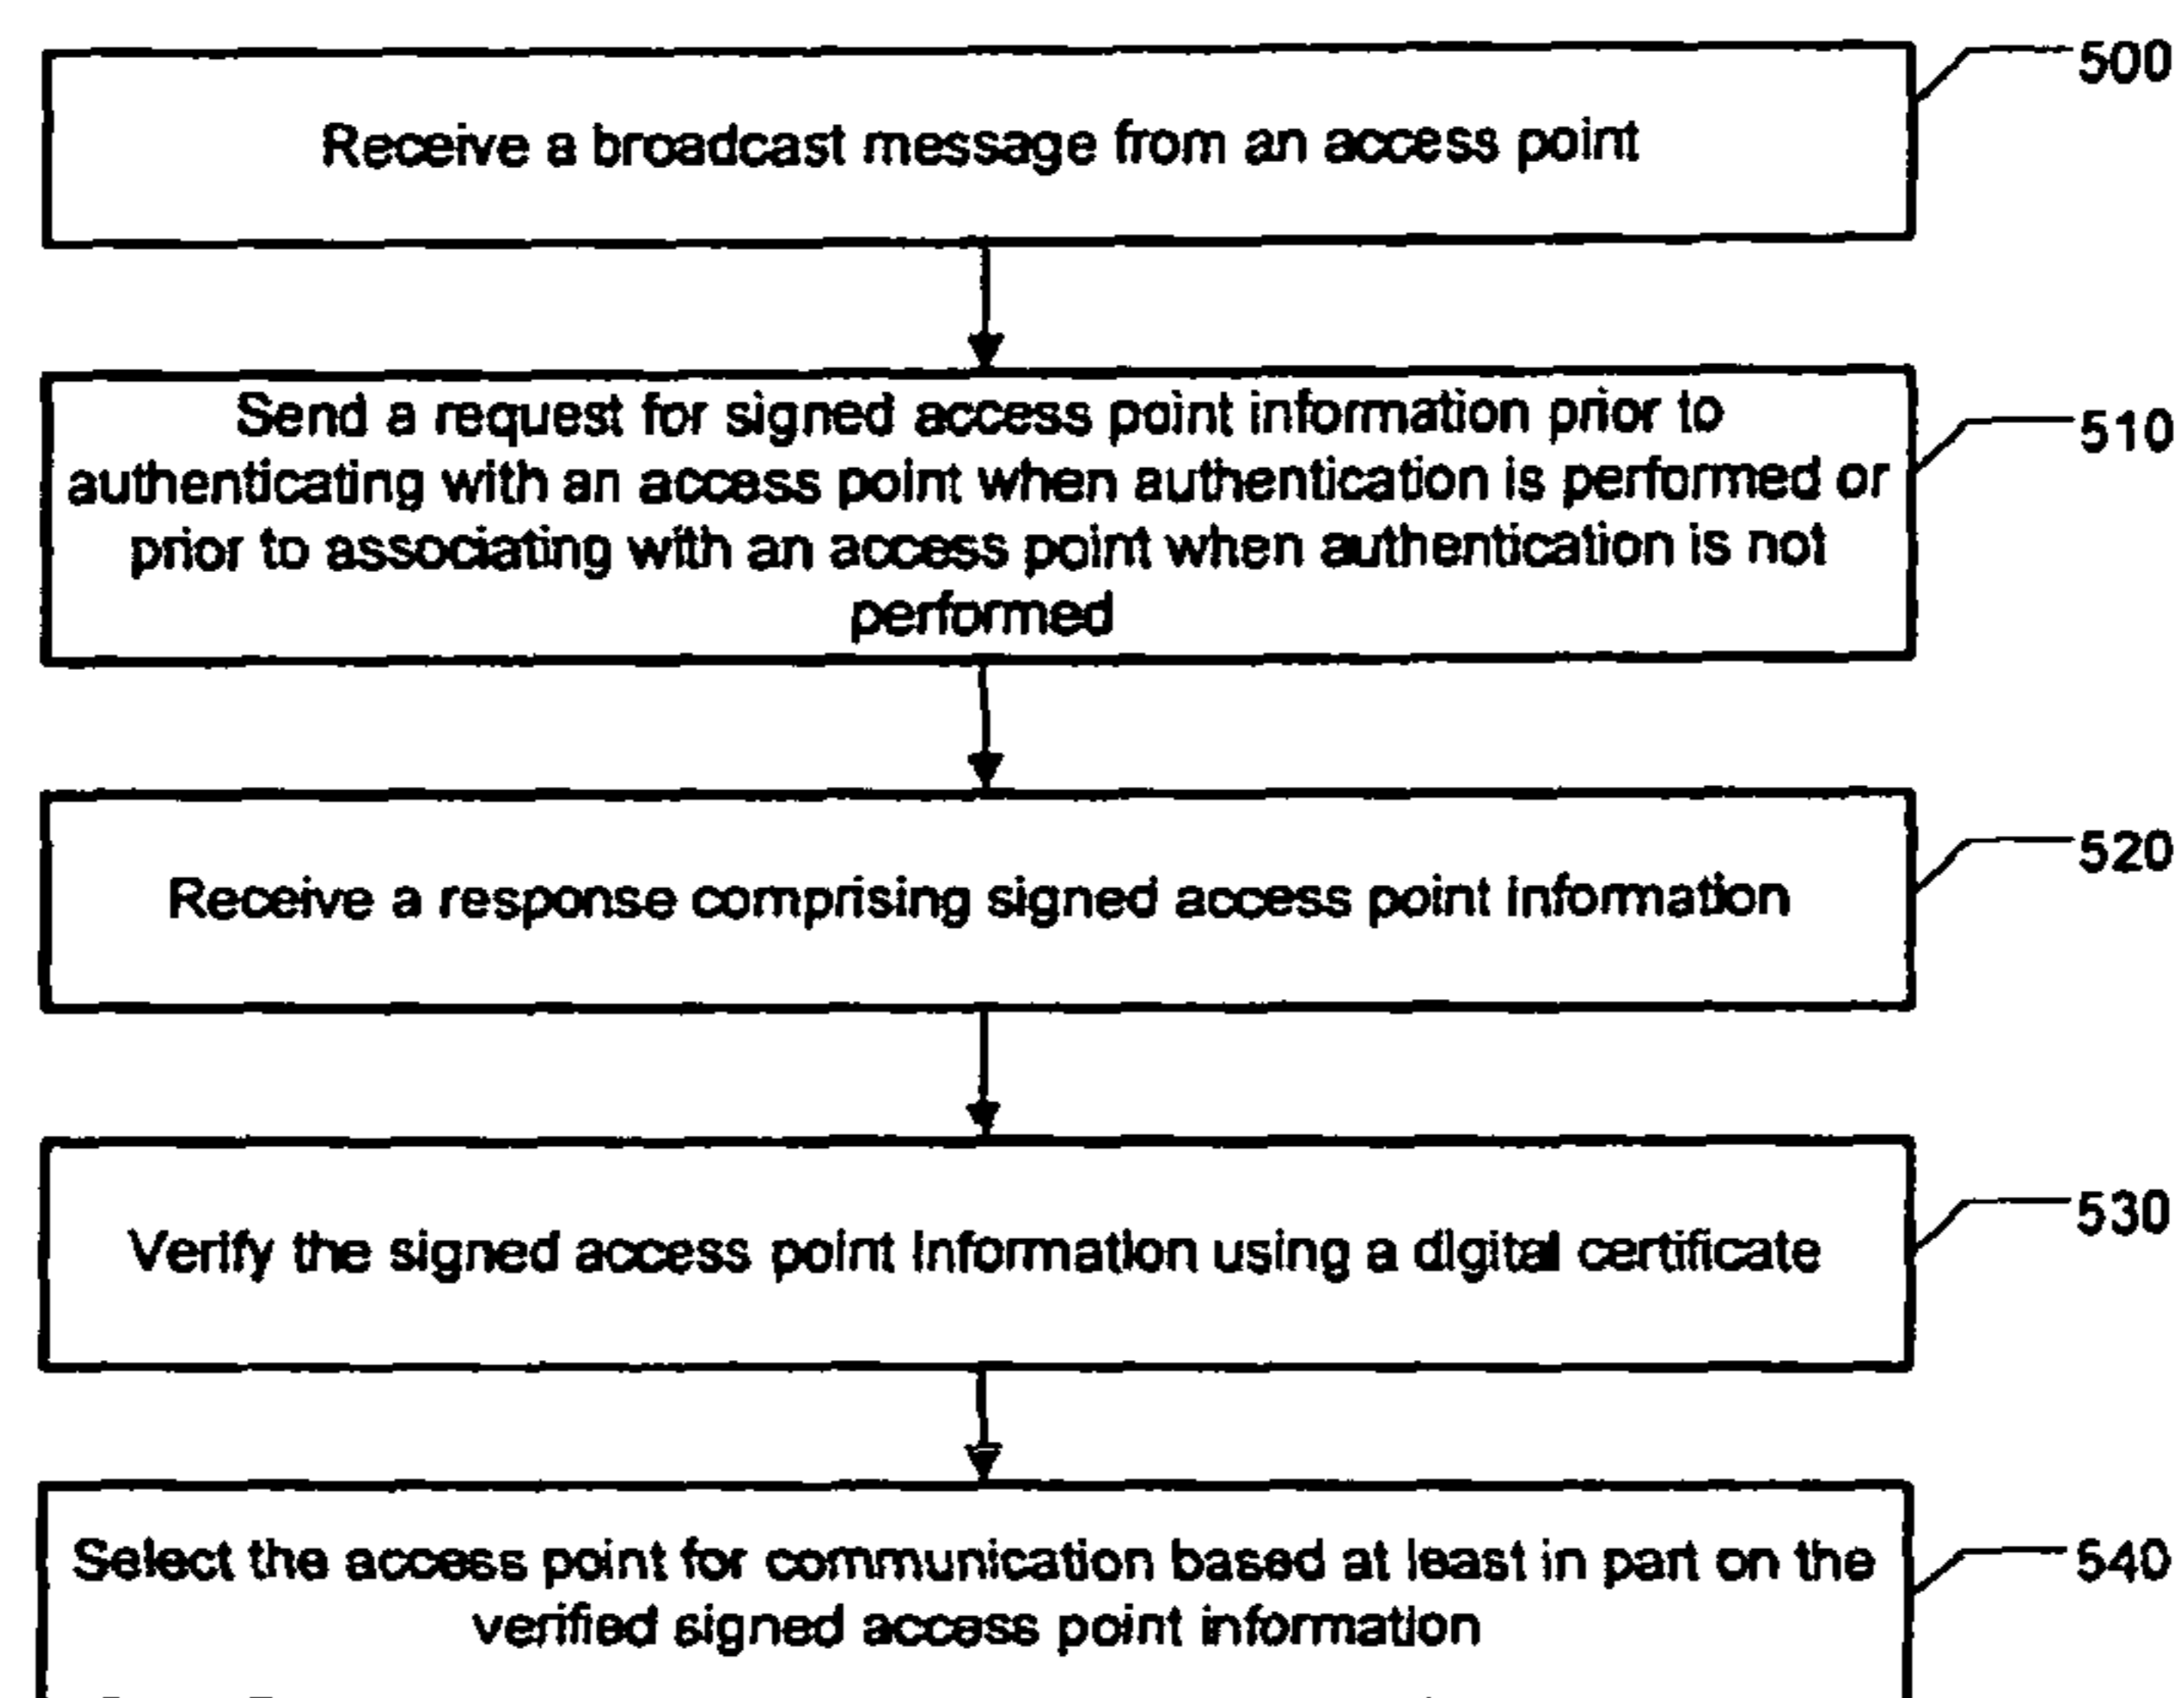 500
Receive a broadcast message from an access point
510
Send a request for signed access point information prior to
authenticating with an access point when authentication is performed or
prior to associating with an access point when authentication is not
performed
520
Receive a response comprising signed access point information
530
Verify the signed access point information using a digital certificate
540
Select the access point for communication based at least in part on the
verified signed access point information